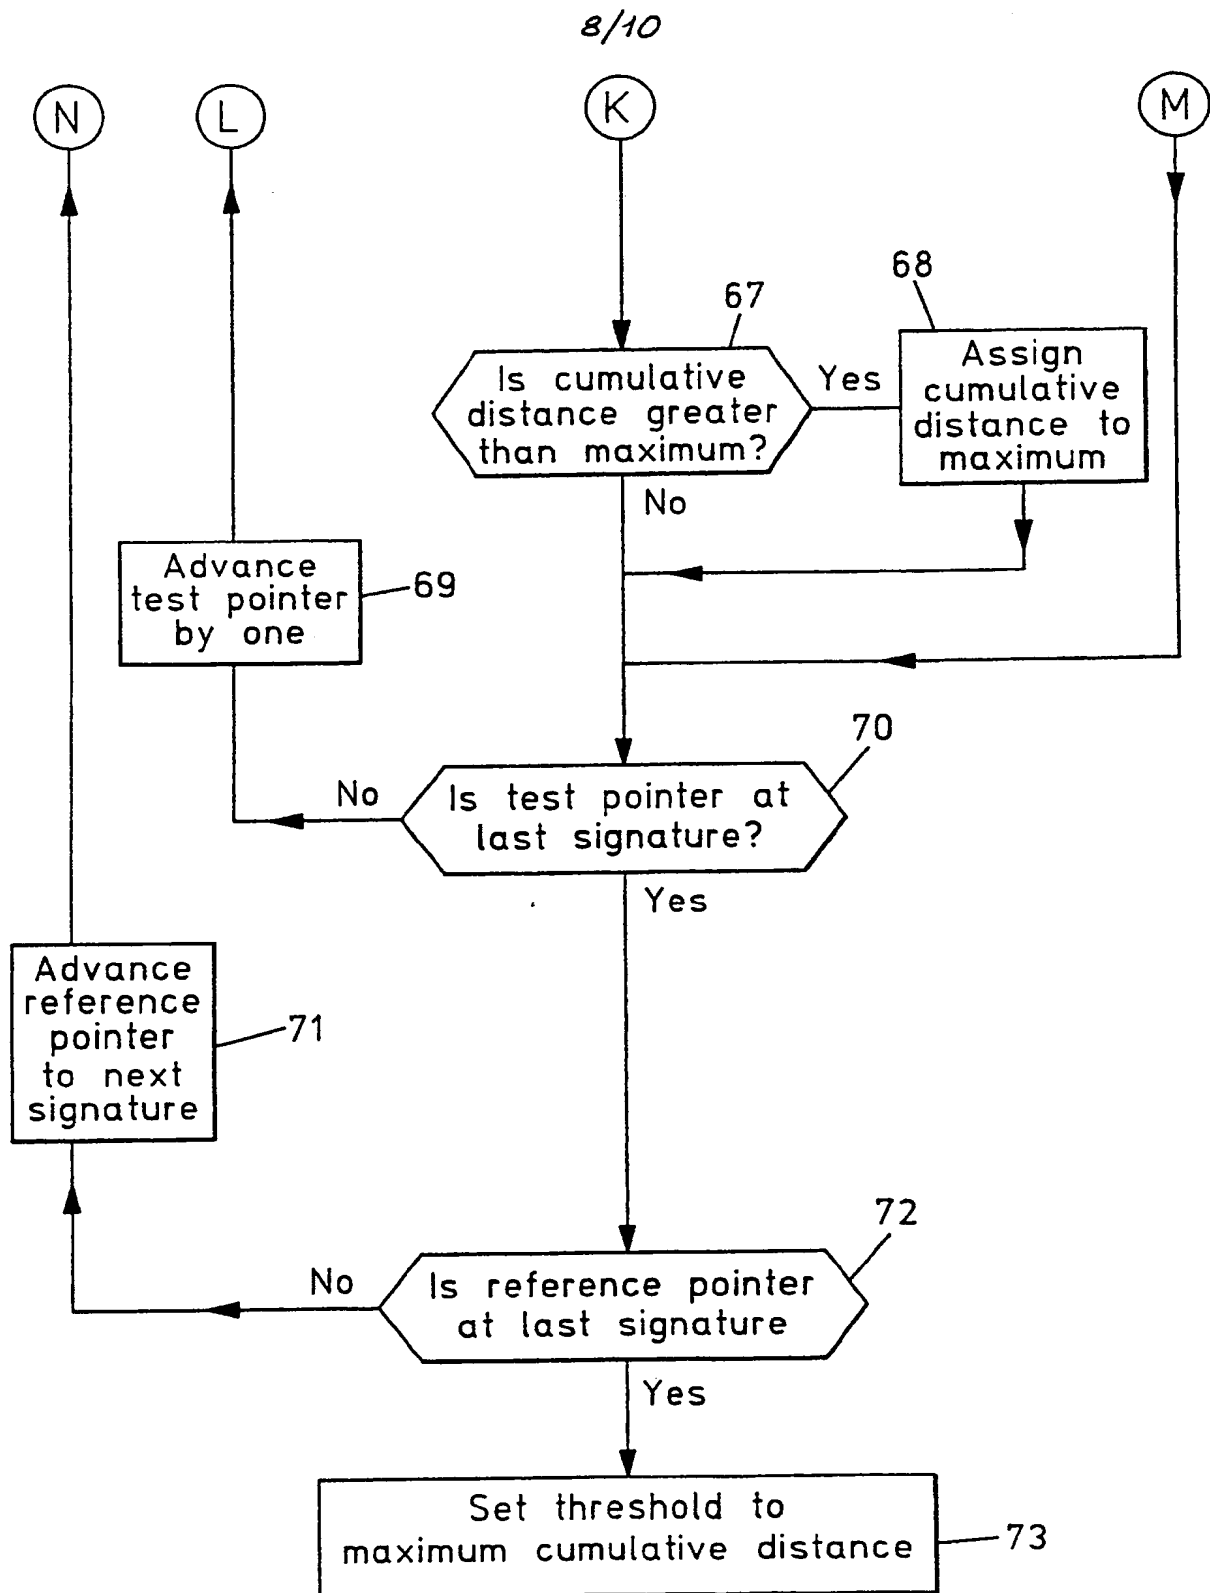 8/10
N
L
K
M
67
68
Is cumulative
distance greater
than maximum?
Yes
Assign
cumulative
distance to
maximum
No
Advance
test pointer
by one
69
70
No
Is test pointer at
last signature?
Yes
Advance
reference
pointer
to next
signature
71
72
No
Is reference pointer
at last signature
Yes
Set threshold to
maximum cumulative distance
73